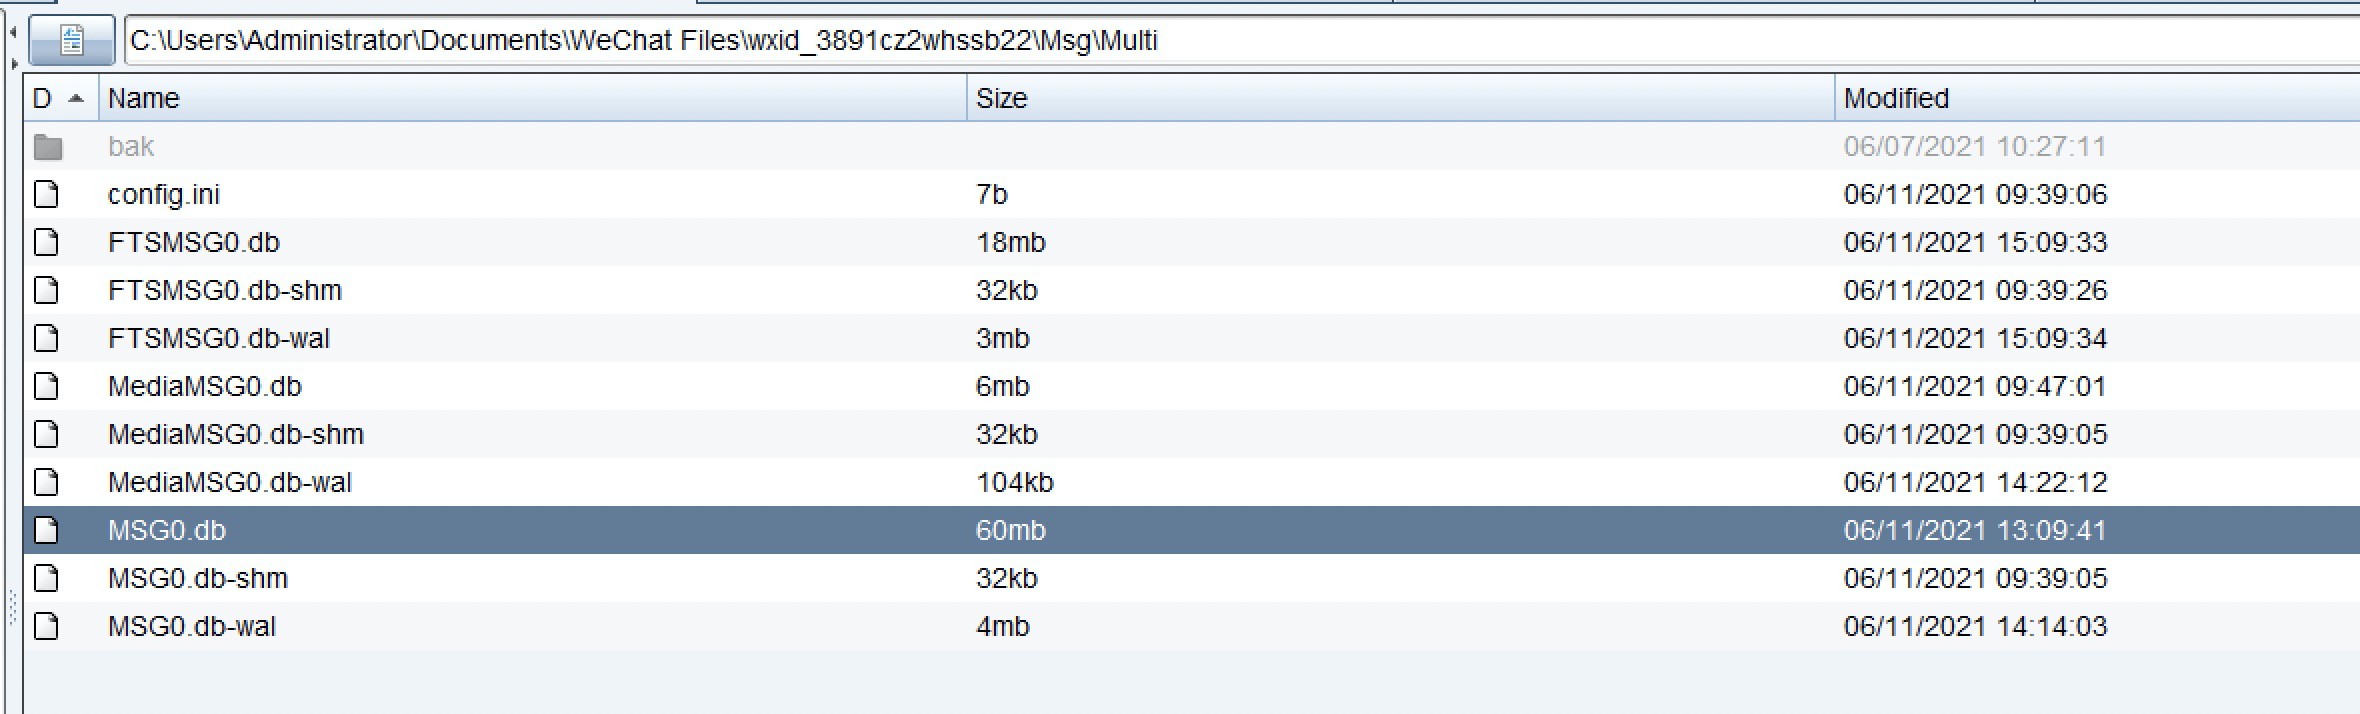 C:\Users\Administrator\Documents\WeChat Files\wxid_3891cz2whssb22\Msg\Multi
D Name Size Modified
bak 06/07/2021 10:27:11
config.ini 7b 06/11/2021 09:39:06
FTSMSG0.db 18mb 06/11/2021 15:09:33
FTSMSG0.db-shm 32kb 06/11/2021 09:39:26
FTSMSG0.db-wal 3mb 06/11/2021 15:09:34
MediaMSG0.db 6mb 06/11/2021 09:47:01
MediaMSG0.db-shm 32kb 06/11/2021 09:39:05
MediaMSG0.db-wal 104kb 06/11/2021 14:22:12
MSG0.db 60mb 06/11/2021 13:09:41
MSG0.db-shm 32kb 06/11/2021 09:39:05
MSG0.db-wal 4mb 06/11/2021 14:14:03